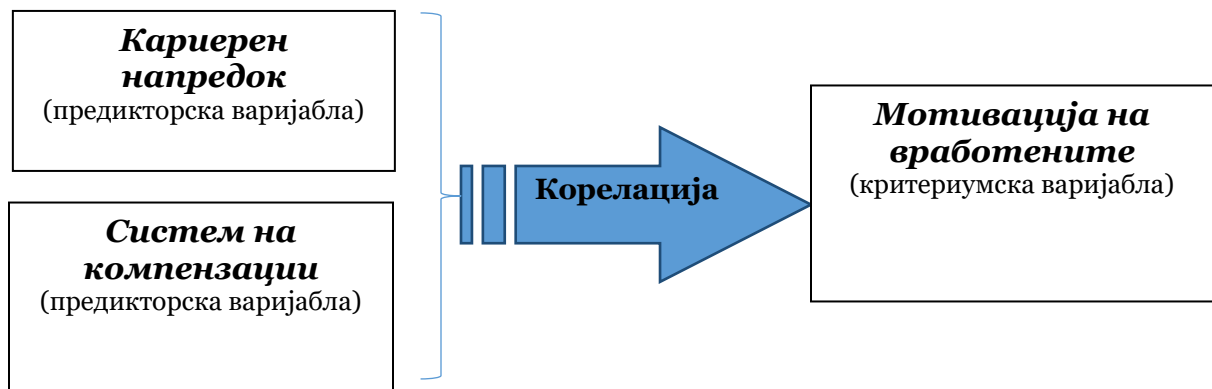 Кариерен
напредок
(предикторска варијабла)
Систем на
компензации
(предикторска варијабла)
Корелација
Мотивација на
вработените
(критериумска варијабла)